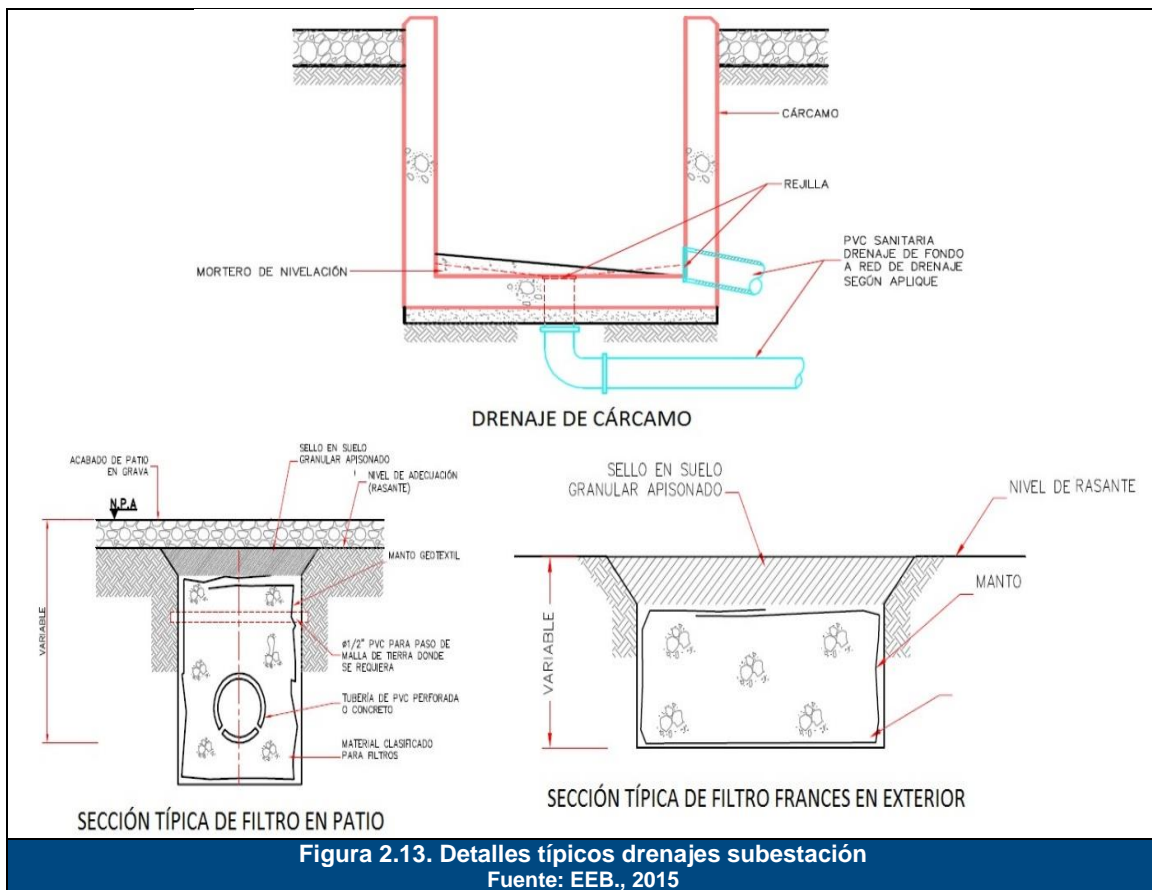 CÁRCAMO
REJILLA
PVC SANITARIA
DRENAJE DE FONDO
A RED DE DRENAJE
SEGÚN APLIQUE
MORTERO DE NIVELACIÓN
DRENAJE DE CÁRCAMO
ACABADO DE PATIO
EN GRAVA
SELLO EN SUELO
GRANULAR APISONADO
NIVEL DE ADECUACIÓN
(RASANTE)
N.P.A
MANTO GEOTEXTIL
VARIABLE
ø1/2" PVC PARA PASO DE
MALLA DE TIERRA DONDE
SE REQUIERA
TUBERÍA DE PVC PERFORADA
O CONCRETO
MATERIAL CLASIFICADO
PARA FILTROS
SECCIÓN TÍPICA DE FILTRO EN PATIO
SELLO EN SUELO
GRANULAR APISONADO
NIVEL DE RASANTE
MANTO
VARIABLE
SECCIÓN TÍPICA DE FILTRO FRANCES EN EXTERIOR
Figura 2.13. Detalles típicos drenajes subestación
Fuente: EEB., 2015